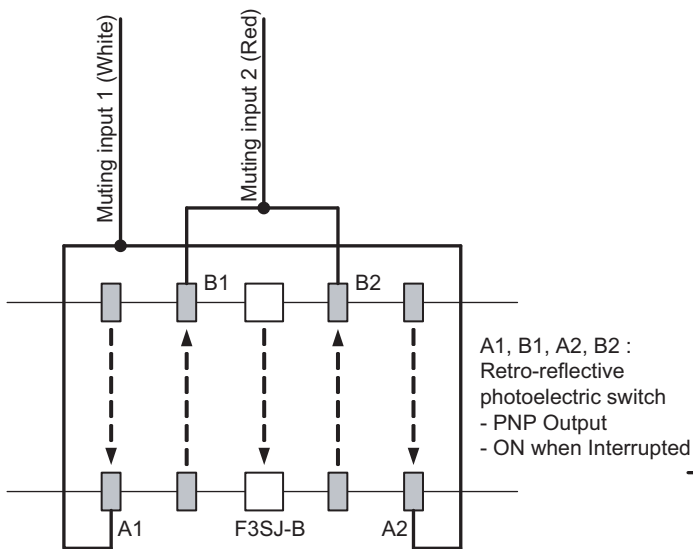 Muting input 1 (White)
Muting input 2 (Red)
B1
B2
A1, B1, A2, B2 :
Retro-reflective
photoelectric switch
- PNP Output
- ON when Interrupted
A1
F3SJ-B
A2